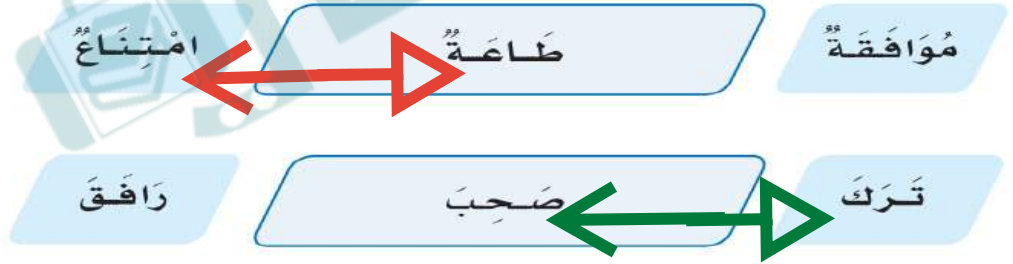 مُوَافَقَةٌ طَاعَةٌ امْتِنَاعٌ
تَرَكَ صَحِبَ رَافَقَ